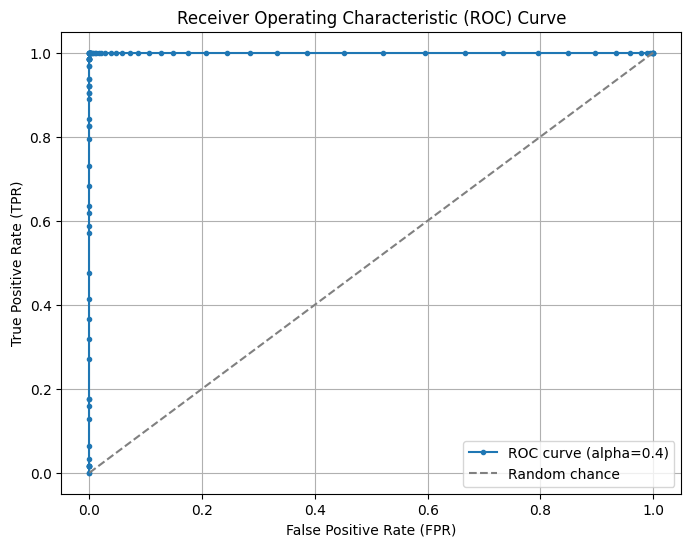 Receiver Operating Characteristic (ROC) Curve
True Positive Rate (TPR)
1.0
0.8
0.6
0.4
0.2
0.0
ROC curve (alpha=0.4)
Random chance
0.0 0.2 0.4 0.6 0.8 1.0
False Positive Rate (FPR)